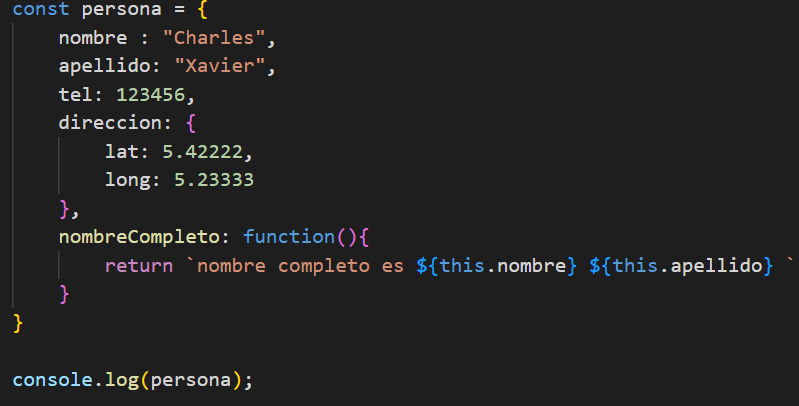 const persona = {
    nombre : "Charles",
    apellido: "Xavier",
    tel: 123456,
    direccion: {
        lat: 5.42222,
        long: 5.23333
    },
    nombreCompleto: function(){
        return `nombre completo es ${this.nombre} ${this.apellido} `
    }
}

console.log(persona);